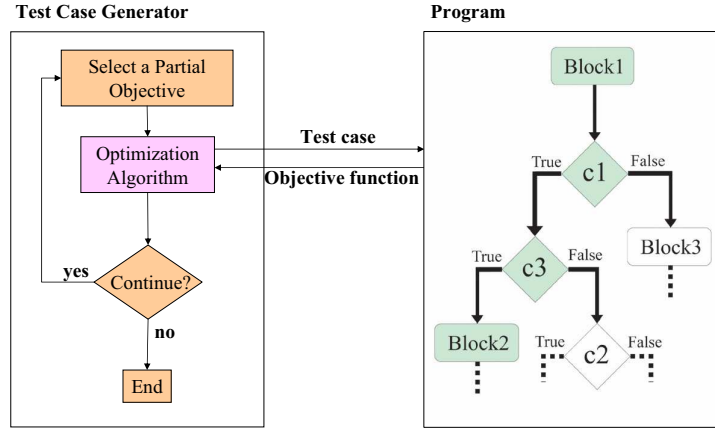 Test Case Generator
Select a Partial
Objective
Optimization
Algorithm
Continue?
yes
no
End
Test case
Objective function
Program
Block1
True
False
c1
Block3
True
False
c3
Block2
True
False
c2